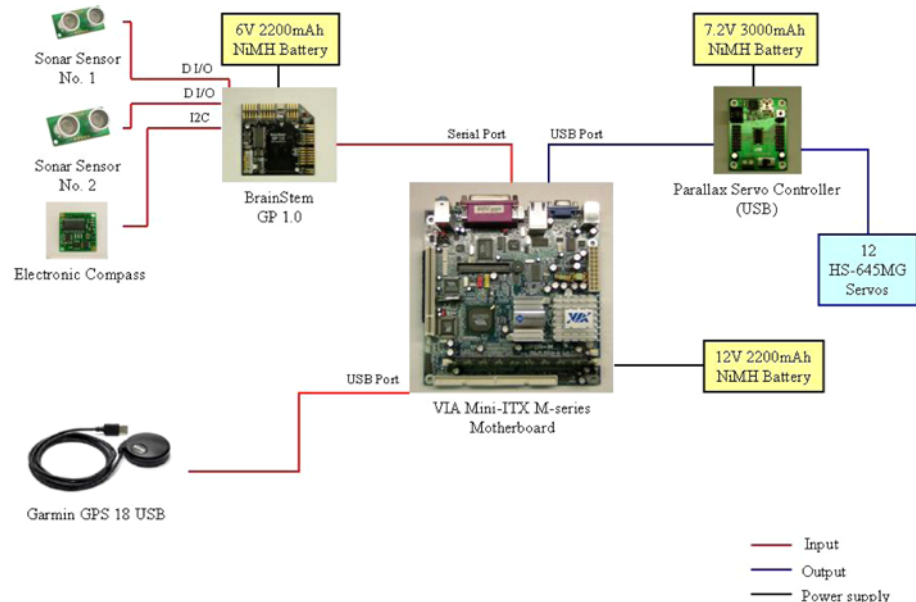 6V 2200mAh
NiMH Battery
7.2V 3000mAh
NiMH Battery
Sonar Sensor
No. 1
D I/O
D I/O
I2C
Sonar Sensor
No. 2
BrainStem
GP 1.0
Serial Port
USB Port
Parallax Servo Controller
(USB)
Electronic Compass
12
HS-645MG
Servos
VIA
12V 2200mAh
NiMH Battery
USB Port
VIA Mini-ITX M-series
Motherboard
Garmin GPS 18 USB
Input
Output
Power supply